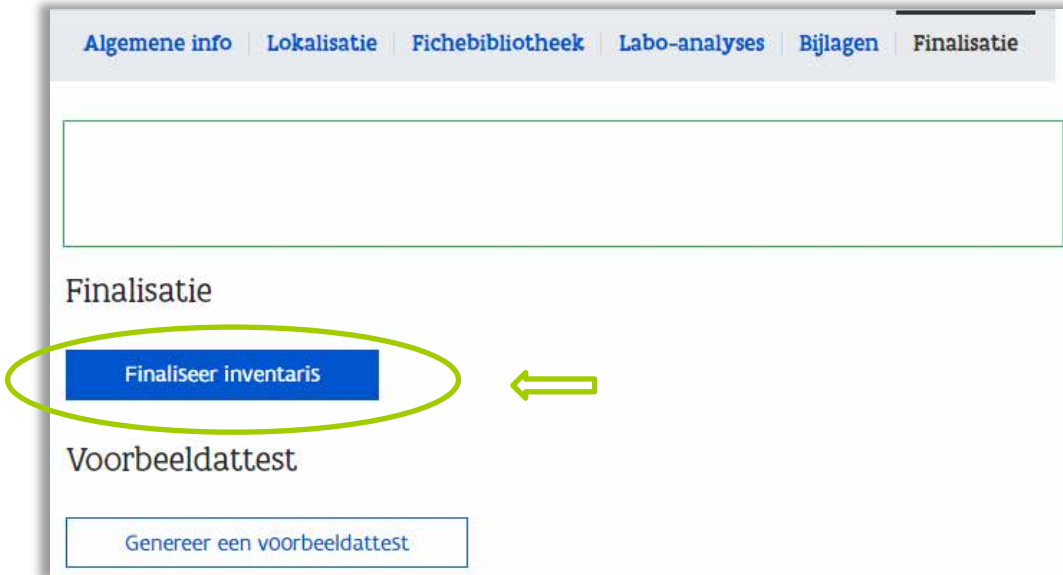 Algemene info Lokalisatie Fichebibliotheek Labo-analyses Bijlagen Finalisatie
Finalisatie
Finaliseer inventaris
Voorbeeldattest
Genereer een voorbeeldattest